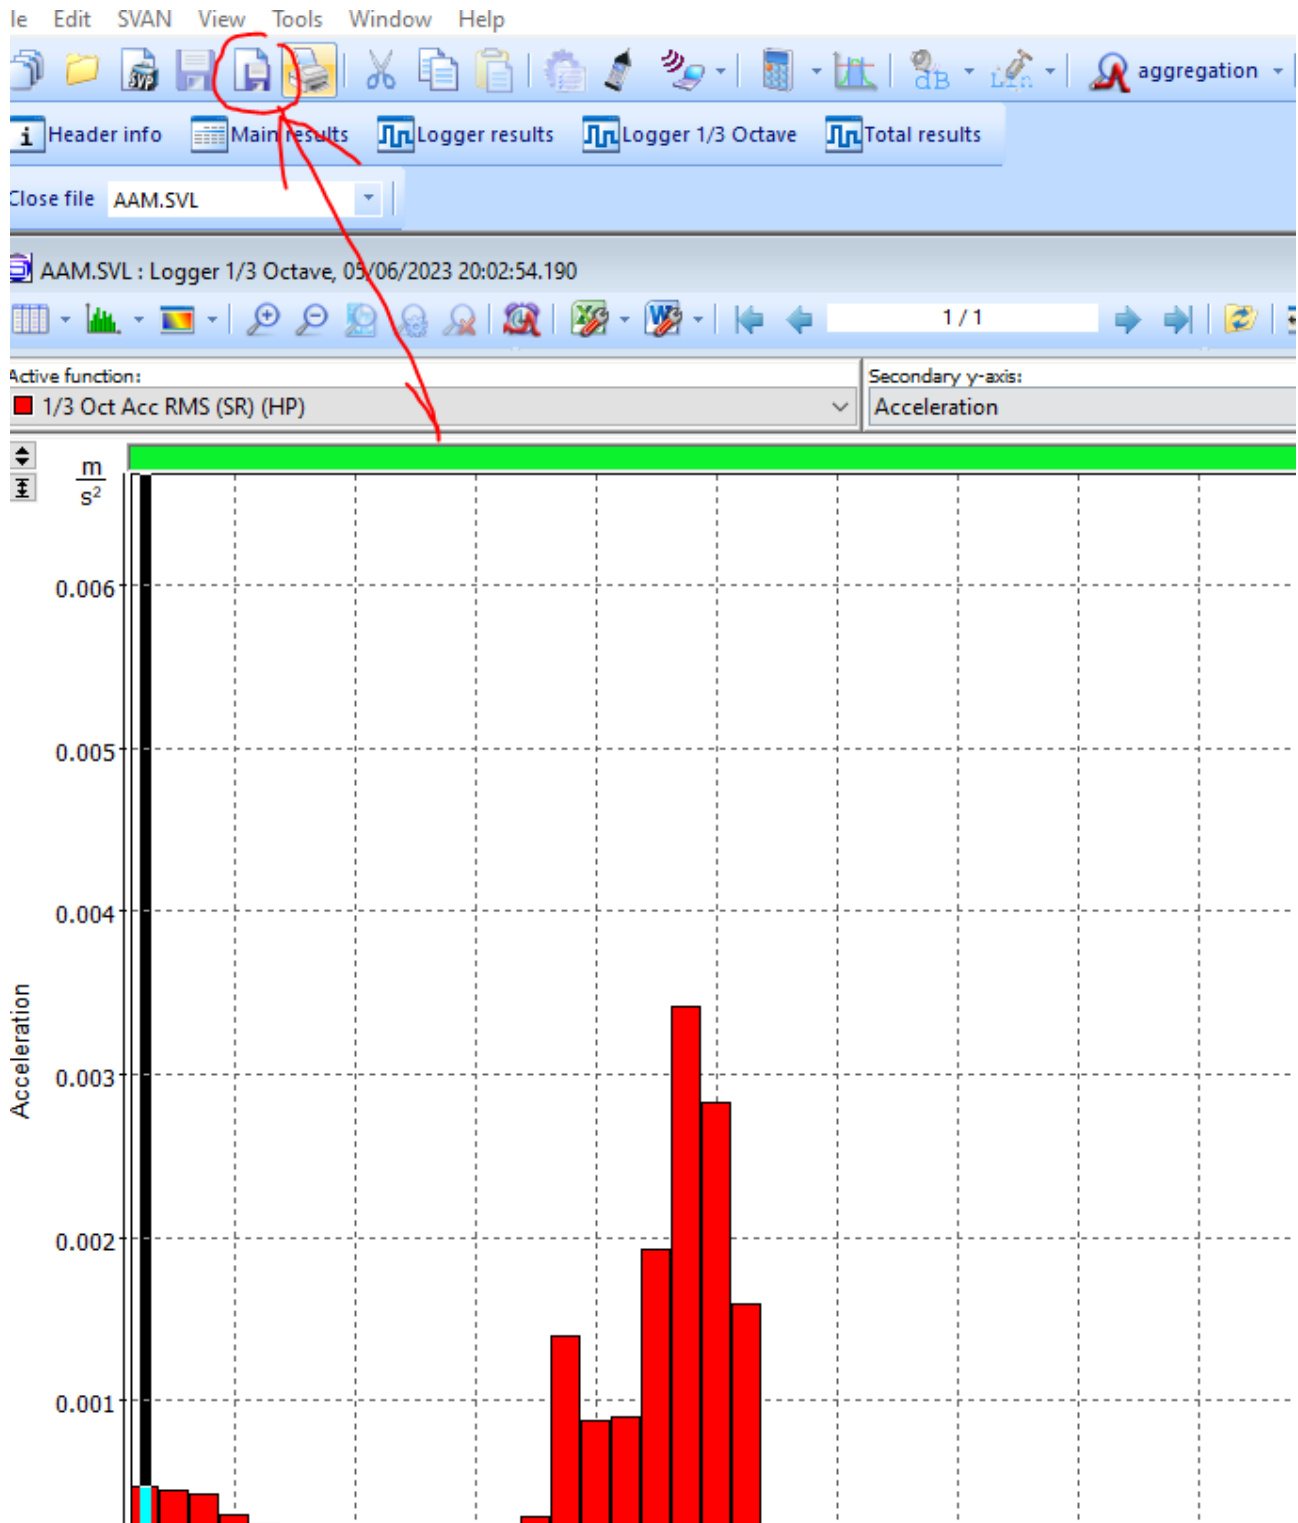 le Edit SVAN View Tools Window Help
SVP dB Lin aggregation
i Header info Main results Logger results Logger 1/3 Octave Total results
Close file AAM.SVL
AAM.SVL : Logger 1/3 Octave, 05/06/2023 20:02:54.190
1 / 1
Active function: Secondary y-axis:
1/3 Oct Acc RMS (SR) (HP) Acceleration
m
s²
0.006
0.005
0.004
Acceleration
0.003
0.002
0.001